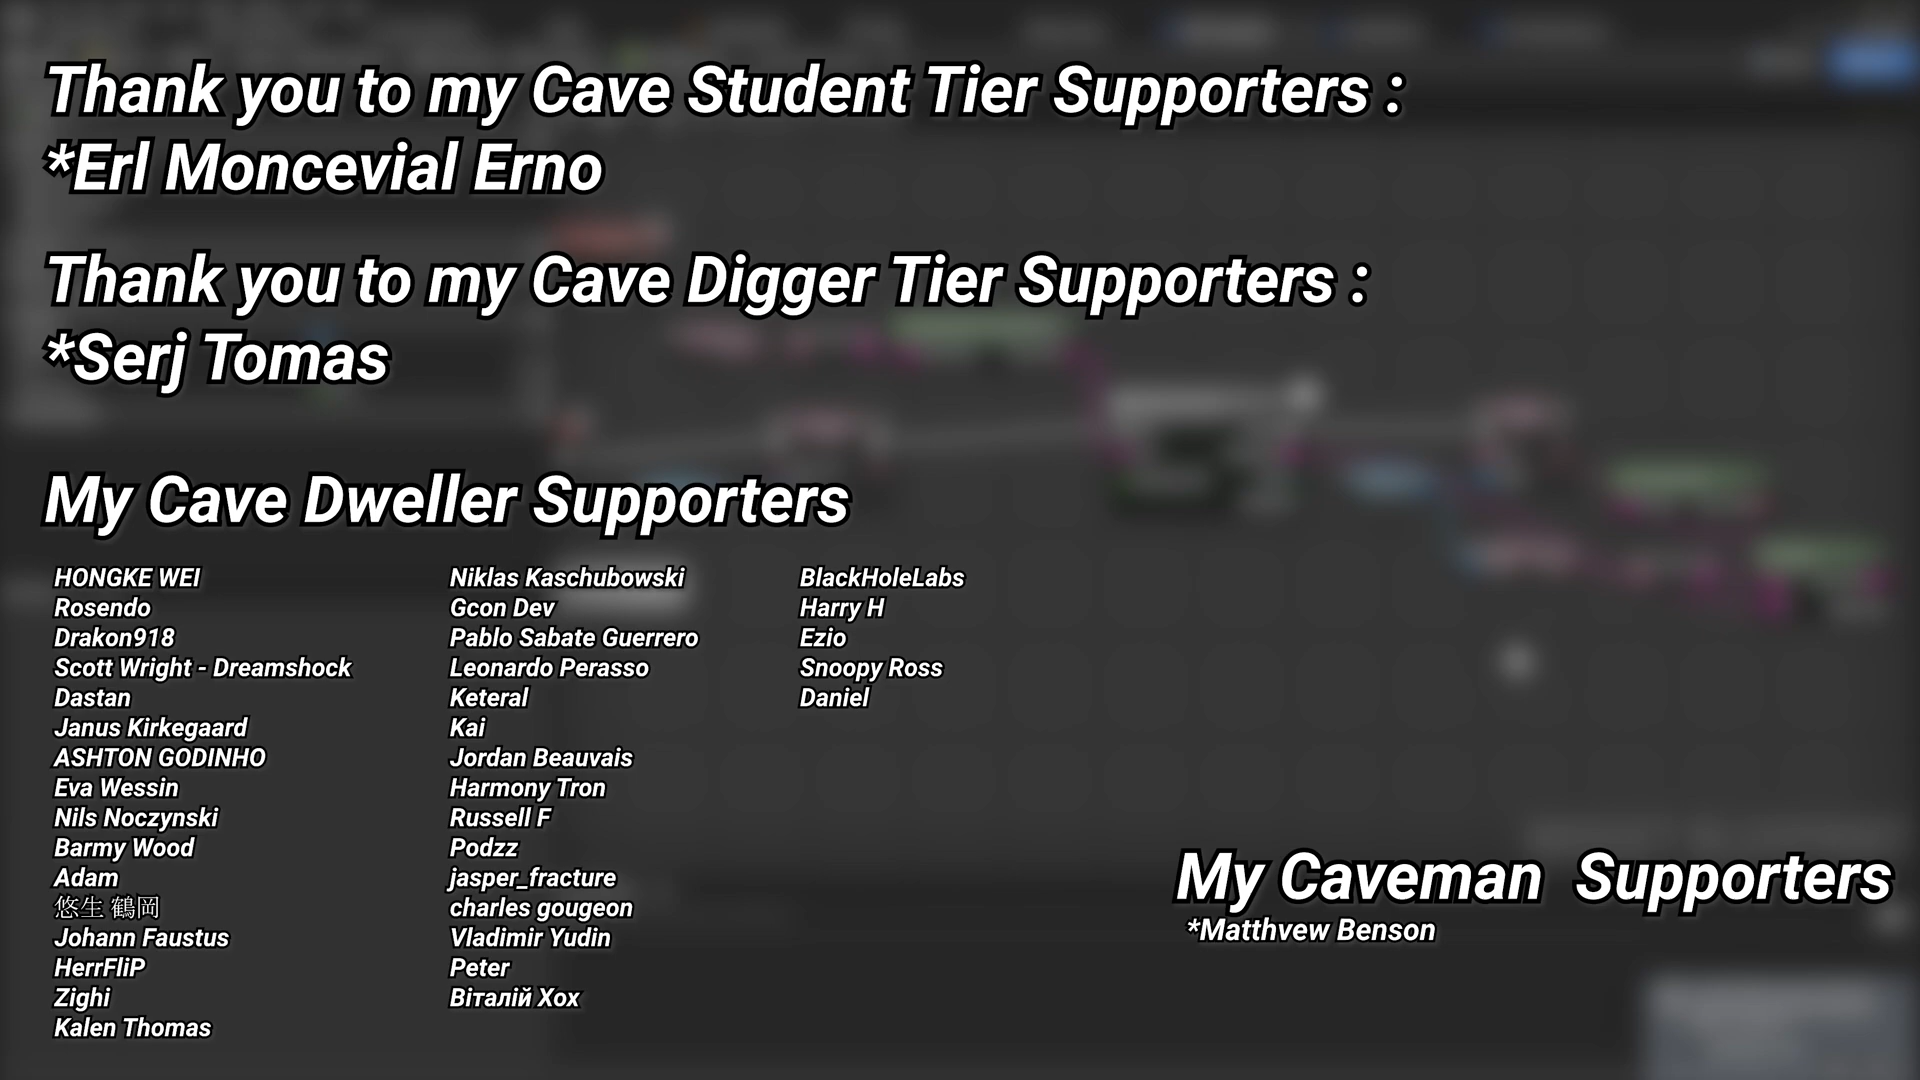 Thank you to my Cave Student Tier Supporters :
*Erl Moncevial Erno
Thank you to my Cave Digger Tier Supporters :
*Serj Tomas
My Cave Dweller Supporters
HONGKE WEI
Rosendo
Drakon918
Scott Wright - Dreamshock
Dastan
Janus Kirkegaard
ASHTON GODINHO
Eva Wessin
Nils Noczynski
Barmy Wood
Adam
悠生 鶴岡
Johann Faustus
HerrFliP
Zighi
Kalen Thomas
Niklas Kaschubowski
Gcon Dev
Pablo Sabate Guerrero
Leonardo Perasso
Keteral
Kai
Jordan Beauvais
Harmony Tron
Russell F
Podzz
jasper_fracture
charles gougeon
Vladimir Yudin
Peter
Віталій Хох
BlackHoleLabs
Harry H
Ezio
Snoopy Ross
Daniel
My Caveman  Supporters
*Matthvew Benson